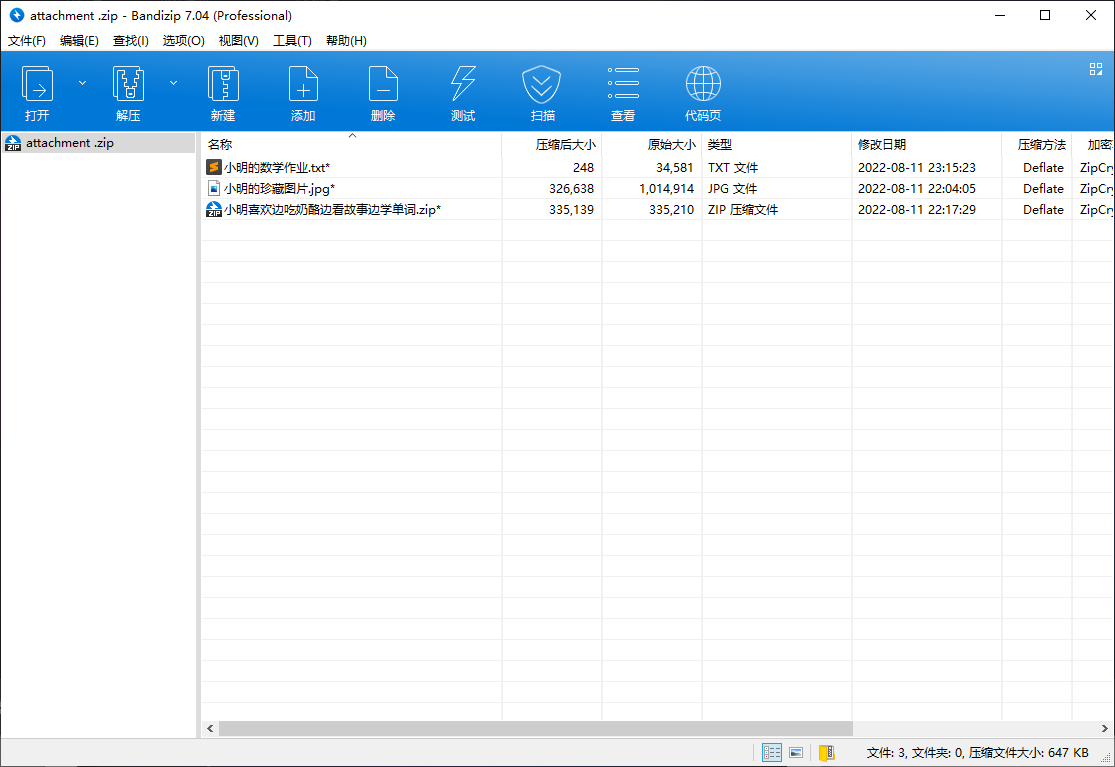 attachment .zip - Bandizip 7.04 (Professional)
文件(F) 编辑(E) 查找(I) 选项(O) 视图(V) 工具(T) 帮助(H)
打开 解压 新建 添加 删除 测试 扫描 查看 代码页
attachment .zip
名称 压缩后大小 原始大小 类型 修改日期 压缩方法 加密
小明的数学作业.txt* 248 34,581 TXT 文件 2022-08-11 23:15:23 Deflate ZipCry
小明的珍藏图片.jpg* 326,638 1,014,914 JPG 文件 2022-08-11 22:04:05 Deflate ZipCry
小明喜欢边吃奶酪边看故事边学单词.zip* 335,139 335,210 ZIP 压缩文件 2022-08-11 22:17:29 Deflate ZipCry
文件: 3, 文件夹: 0, 压缩文件大小: 647 KB